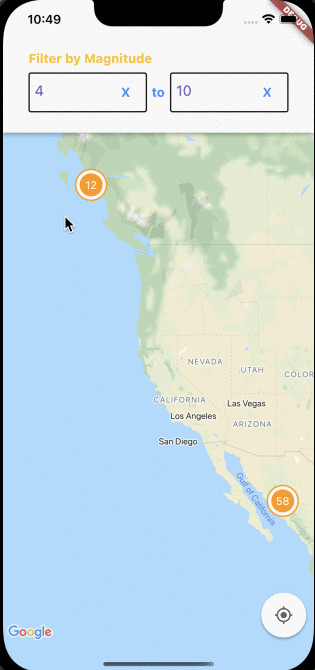 10:49
DEBUG
Filter by Magnitude
4 X to 10 X
12
NEVADA
UTAH
COLOR
CALIFORNIA
Las Vegas
Los Angeles
ARIZONA
San Diego
Gulf of California
58
Google